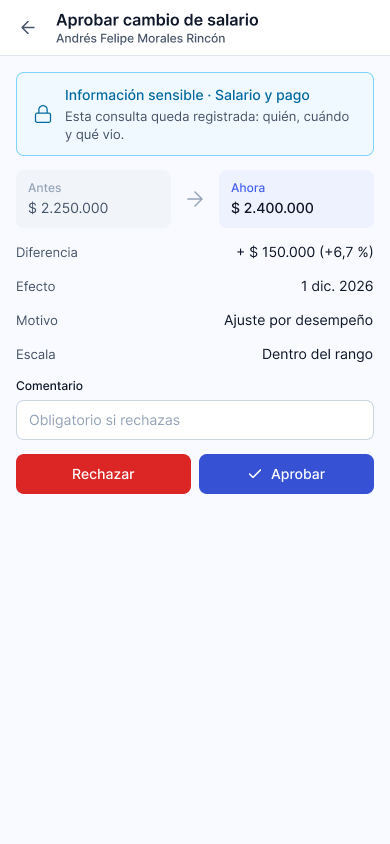 Aprobar cambio de salario
Andrés Felipe Morales Rincón
Información sensible · Salario y pago
Esta consulta queda registrada: quién, cuándo
y qué vio.
Antes
$ 2.250.000
Ahora
$ 2.400.000
Diferencia
+ $ 150.000 (+6,7 %)
Efecto
1 dic. 2026
Motivo
Ajuste por desempeño
Escala
Dentro del rango
Comentario
Obligatorio si rechazas
Rechazar
Aprobar